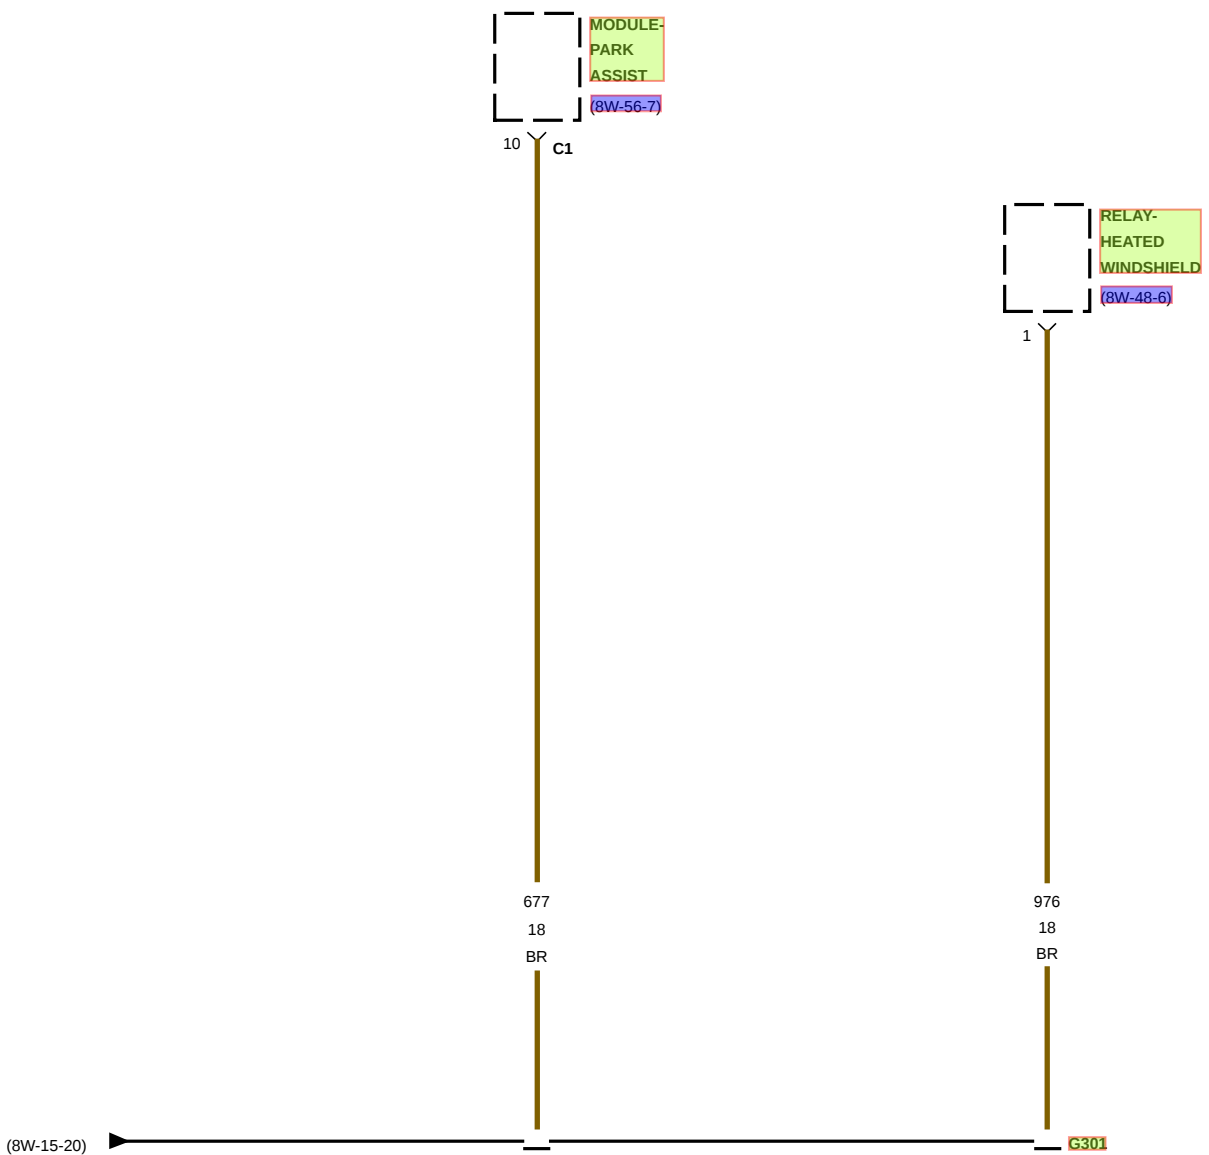 MODULE-
PARK
ASSIST
(8W-56-7)
10
C1
RELAY-
HEATED
WINDSHIELD
(8W-48-6)
1
677
18
BR
976
18
BR
(8W-15-20)
G301